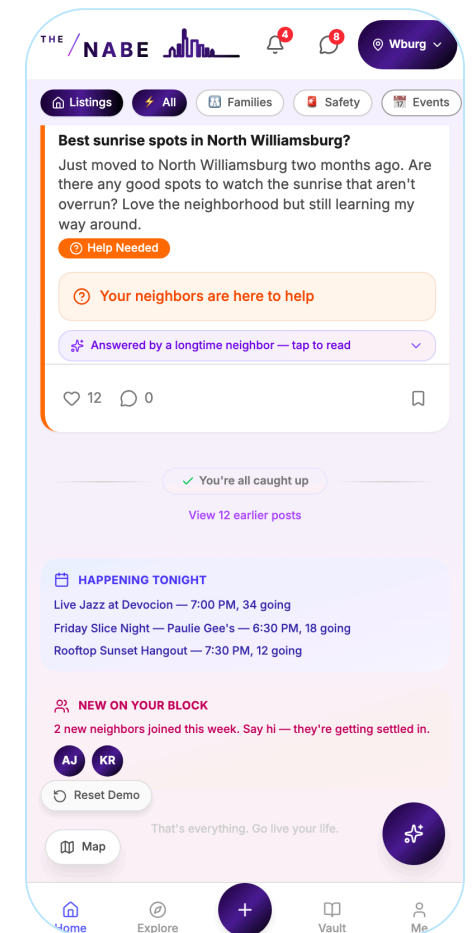 THE
NABE
4
8
Wburg
Listings
All
Families
Safety
Events
Best sunrise spots in North Williamsburg?
Just moved to North Williamsburg two months ago. Are
there any good spots to watch the sunrise that aren't
overrun? Love the neighborhood but still learning my
way around.
Help Needed
Your neighbors are here to help
Answered by a longtime neighbor — tap to read
12
0
You're all caught up
View 12 earlier posts
HAPPENING TONIGHT
Live Jazz at Devocion — 7:00 PM, 34 going
Friday Slice Night — Paulie Gee's — 6:30 PM, 18 going
Rooftop Sunset Hangout — 7:30 PM, 12 going
NEW ON YOUR BLOCK
2 new neighbors joined this week. Say hi — they're getting settled in.
AJ
KR
Reset Demo
That's everything. Go live your life.
Map
Home
Explore
Vault
Me